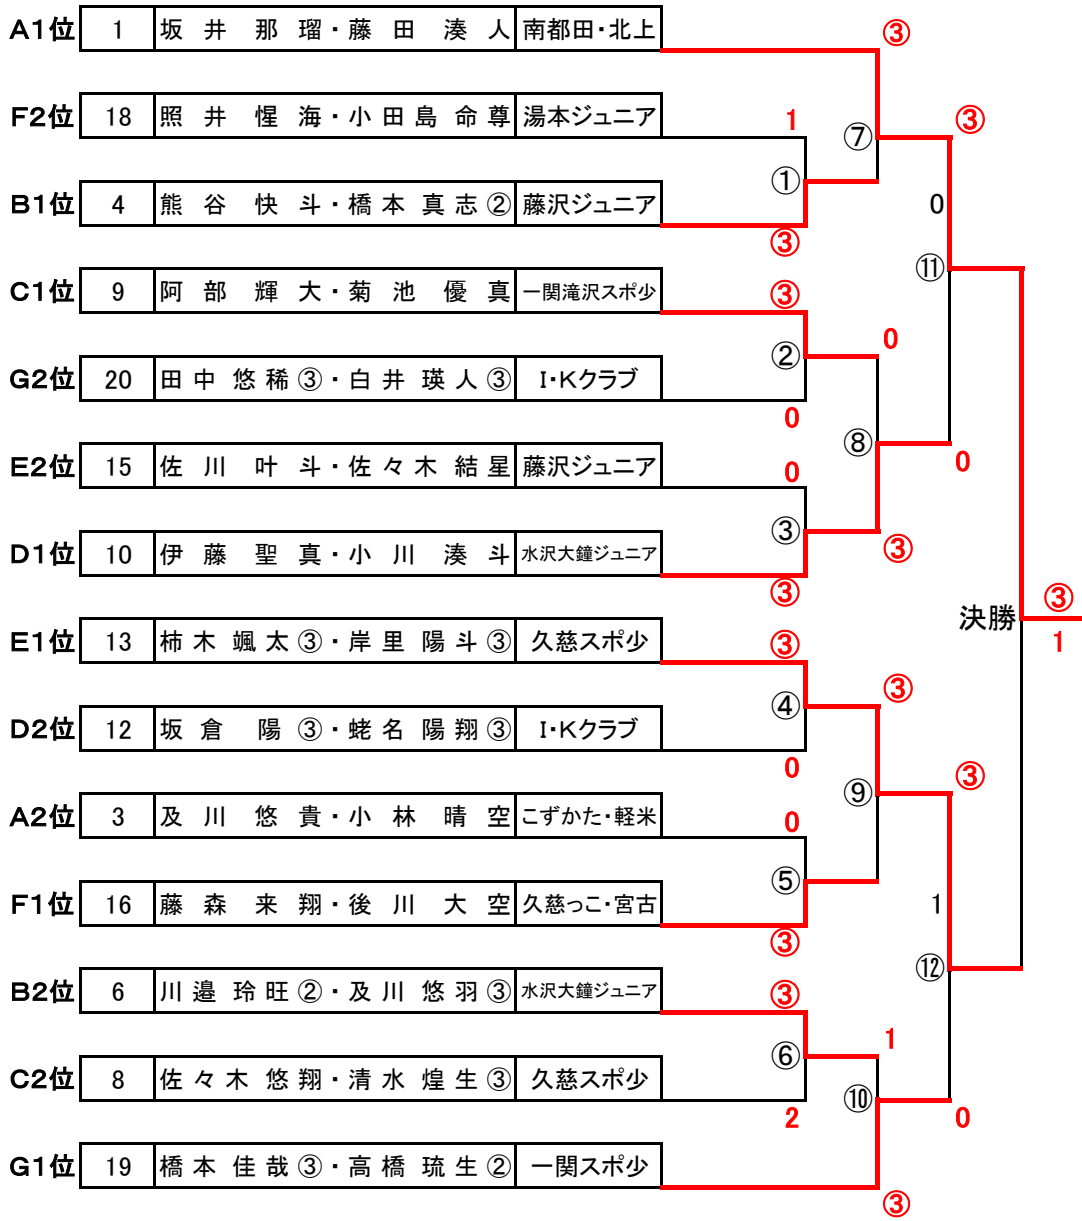 A1位 1 坂井那瑠・藤田湊人 南都田・北上
③
F2位 18 照井惺海・小田島命尊 湯本ジュニア
1
③
⑦
①
B1位 4 熊谷快斗・橋本真志② 藤沢ジュニア
0
③
⑪
C1位 9 阿部輝大・菊池優真 一関滝沢スポ少
③
0
②
G2位 20 田中悠稀③・白井瑛人③ I・Kクラブ
0
⑧
E2位 15 佐川叶斗・佐々木結星 藤沢ジュニア
0
0
③
D1位 10 伊藤聖真・小川湊斗 水沢大鐘ジュニア
③
③
③
決勝
1
E1位 13 柿木颯太③・岸里陽斗③ 久慈スポ少
③
③
④
D2位 12 坂倉陽③・蛯名陽翔③ I・Kクラブ
0
③
⑨
A2位 3 及川悠貴・小林晴空 こずかた・軽米
0
⑤
F1位 16 藤森来翔・後川大空 久慈っこ・宮古
1
③
⑫
B2位 6 川邉玲旺②・及川悠羽③ 水沢大鐘ジュニア
③
1
⑥
C2位 8 佐々木悠翔・清水煌生③ 久慈スポ少
⑩
2
0
G1位 19 橋本佳哉③・高橋琉生② 一関スポ少
③